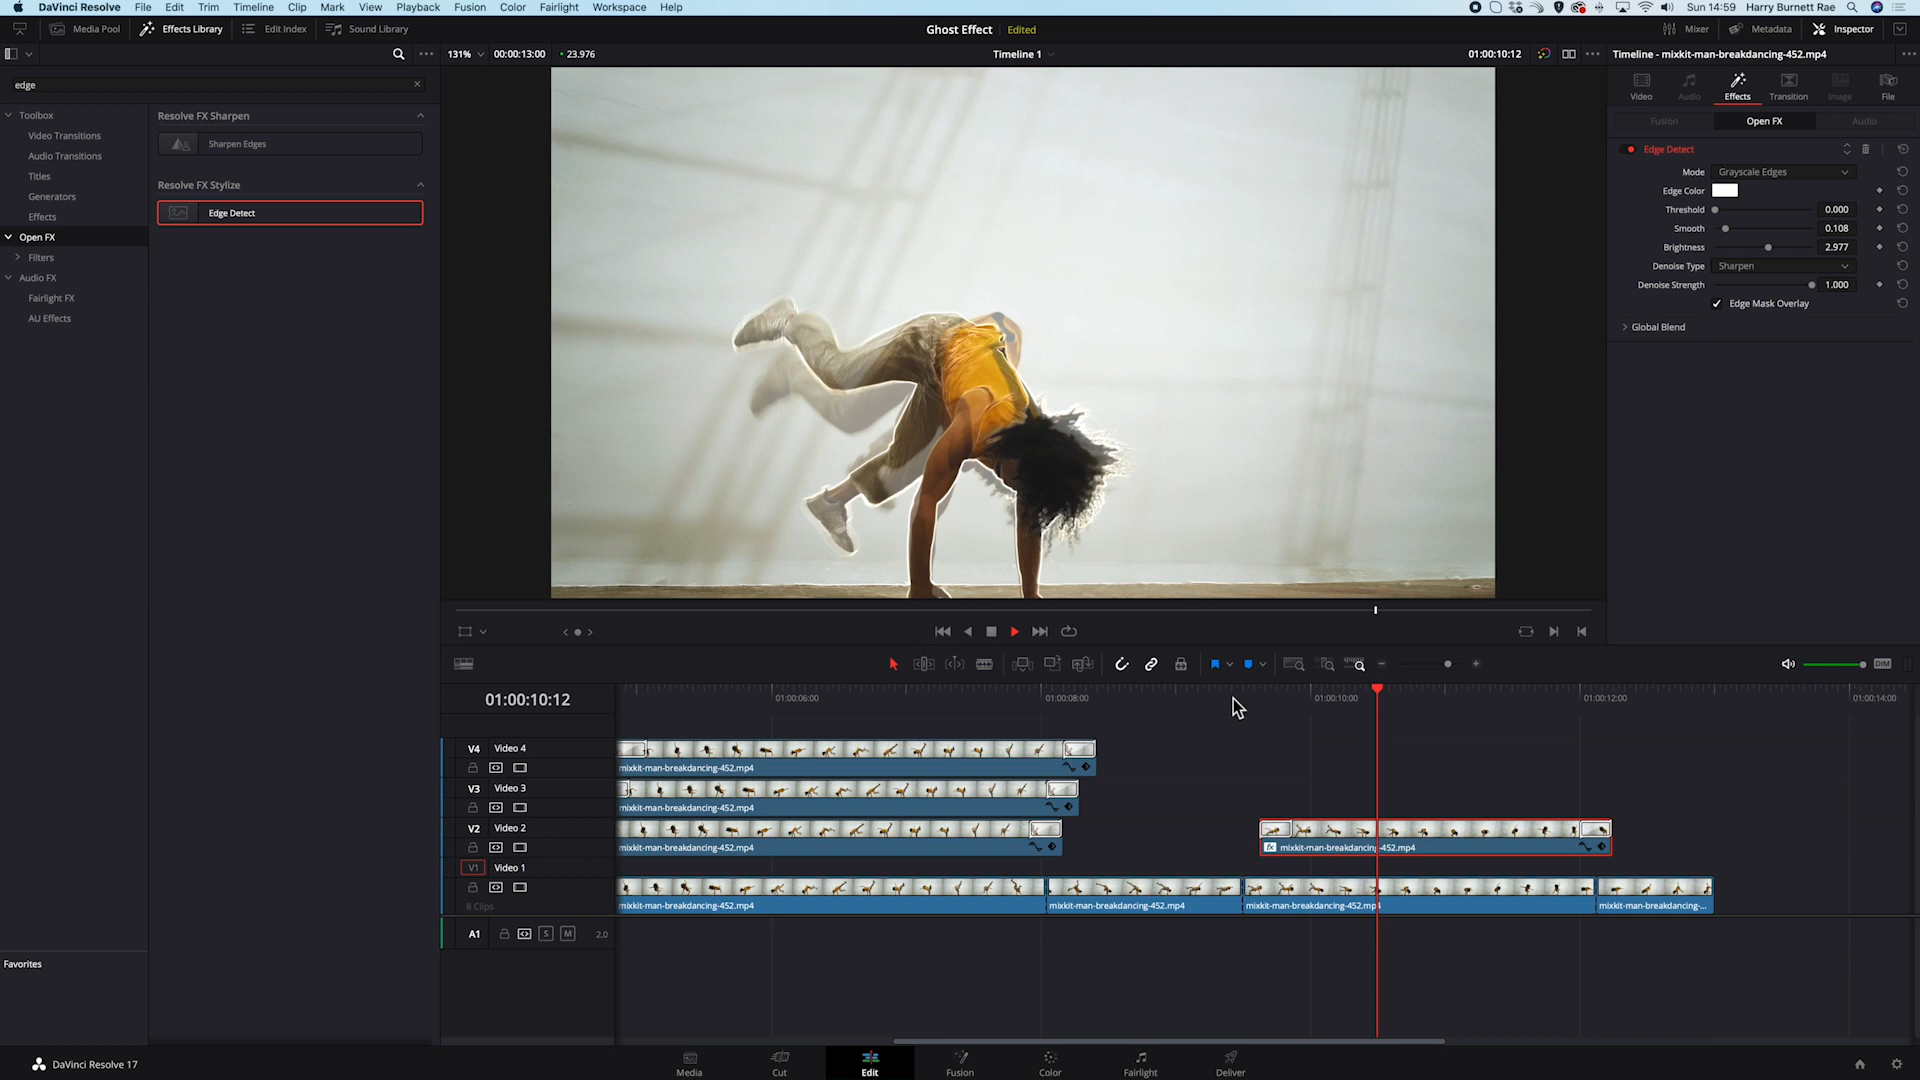 DaVinci Resolve File Edit Trim Timeline Clip Mark View Playback Fusion Color Fairlight Workspace Help Sun 14:59 Harry Burnett Rae
Media Pool Effects Library Edit Index Sound Library Ghost Effect Edited Mixer Metadata Inspector
131% 00:00:13:00 23.976 Timeline 1 01:00:10:12 Timeline - mixkit-man-breakdancing-452.mp4
edge
Toolbox
Video Transitions
Audio Transitions
Titles
Generators
Effects
Open FX
Filters
Audio FX
Fairlight FX
AU Effects
Favorites
Resolve FX Sharpen
Sharpen Edges
Resolve FX Stylize
Edge Detect
Video Audio Effects Transition Image File
Fusion Open FX Audio
Edge Detect
Mode Grayscale Edges
Edge Color
Threshold 0.000
Smooth 0.108
Brightness 2.977
Denoise Type Sharpen
Denoise Strength 1.000
Edge Mask Overlay
Global Blend
DIM
01:00:10:12 01:00:06:00 01:00:08:00 01:00:10:00 01:00:12:00 01:00:14:00
V4 Video 4
mixkit-man-breakdancing-452.mp4
V3 Video 3
mixkit-man-breakdancing-452.mp4
V2 Video 2
mixkit-man-breakdancing-452.mp4 fx mixkit-man-breakdancing-452.mp4
V1 Video 1
8 Clips mixkit-man-breakdancing-452.mp4 mixkit-man-breakdancing-452.mp4 mixkit-man-breakdancing-452.mp4 mixkit-man-breakdancing-...
A1 S M 2.0
DaVinci Resolve 17 Media Cut Edit Fusion Color Fairlight Deliver